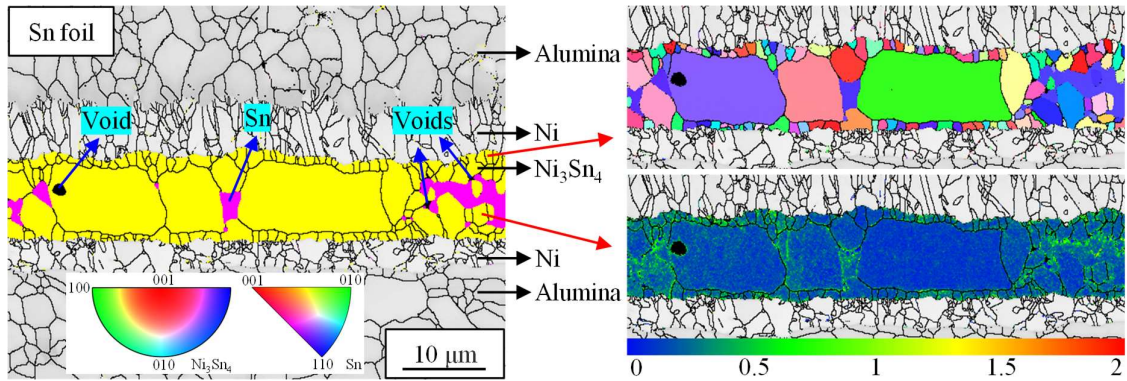 Sn foil
Alumina
Void
Sn
Voids
Ni
Ni₃Sn₄
Ni
Alumina
001
100
010
Ni₃Sn₄
001
010
110
Sn
10 μm
0
0.5
1
1.5
2